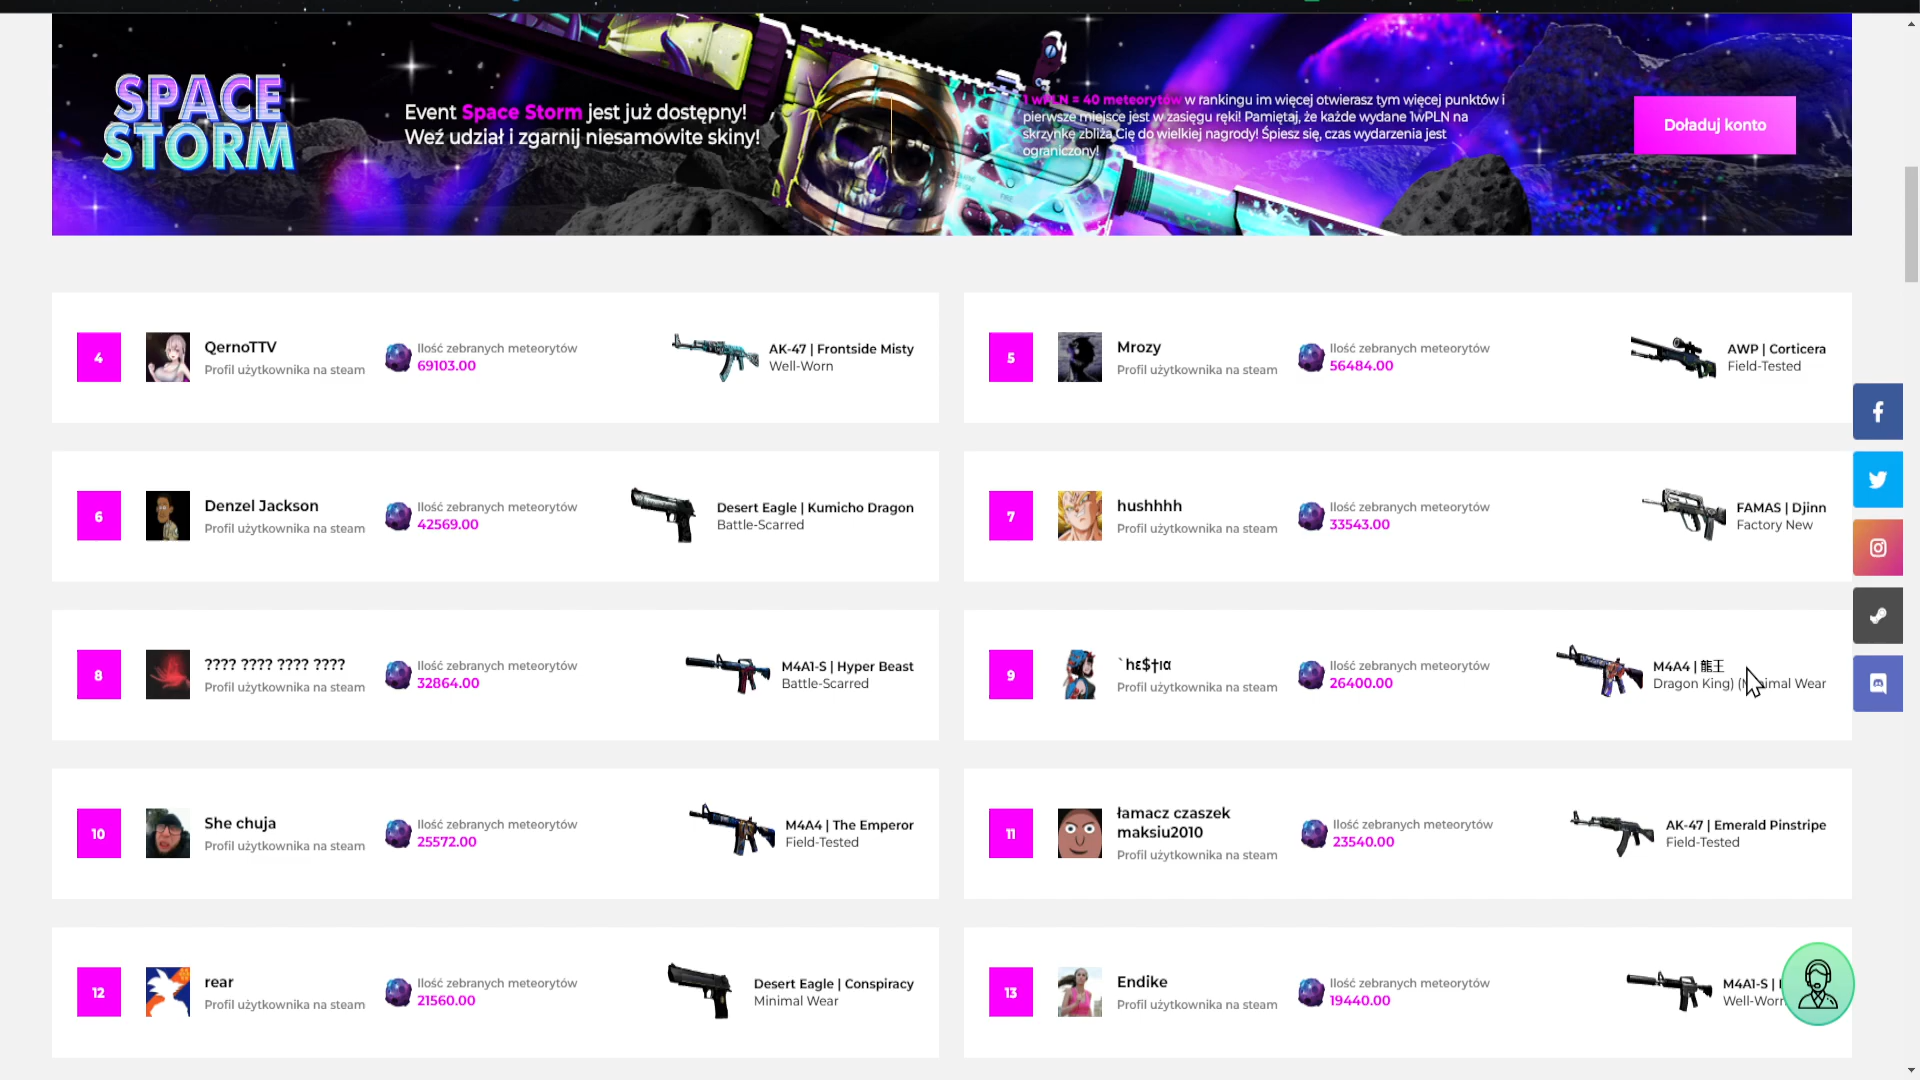 SPACE
STORM
Event Space Storm jest już dostępny!
Weź udział i zgarnij niesamowite skiny!
1 wPLN = 40 meteorytów w rankingu im więcej otwierasz tym więcej punktów i
pierwsze miejsce jest w zasięgu ręki! Pamiętaj, że każde wydane 1wPLN na
skrzynkę zbliża Cię do wielkiej nagrody! Śpiesz się, czas wydarzenia jest
ograniczony!
Doładuj konto
4
QernoTTV
Profil użytkownika na steam
Ilość zebranych meteorytów
69103.00
AK-47 | Frontside Misty
Well-Worn
5
Mrozy
Profil użytkownika na steam
Ilość zebranych meteorytów
56484.00
AWP | Corticera
Field-Tested
6
Denzel Jackson
Profil użytkownika na steam
Ilość zebranych meteorytów
42569.00
Desert Eagle | Kumicho Dragon
Battle-Scarred
7
hushhhh
Profil użytkownika na steam
Ilość zebranych meteorytów
33543.00
FAMAS | Djinn
Factory New
8
???? ???? ???? ????
Profil użytkownika na steam
Ilość zebranych meteorytów
32864.00
M4A1-S | Hyper Beast
Battle-Scarred
9
`hε$†ıα
Profil użytkownika na steam
Ilość zebranych meteorytów
26400.00
M4A4 | 龍王
Dragon King) (Minimal Wear
10
She chuja
Profil użytkownika na steam
Ilość zebranych meteorytów
25572.00
M4A4 | The Emperor
Field-Tested
11
łamacz czaszek
maksiu2010
Profil użytkownika na steam
Ilość zebranych meteorytów
23540.00
AK-47 | Emerald Pinstripe
Field-Tested
12
rear
Profil użytkownika na steam
Ilość zebranych meteorytów
21560.00
Desert Eagle | Conspiracy
Minimal Wear
13
Endike
Profil użytkownika na steam
Ilość zebranych meteorytów
19440.00
M4A1-S |
Well-Worn